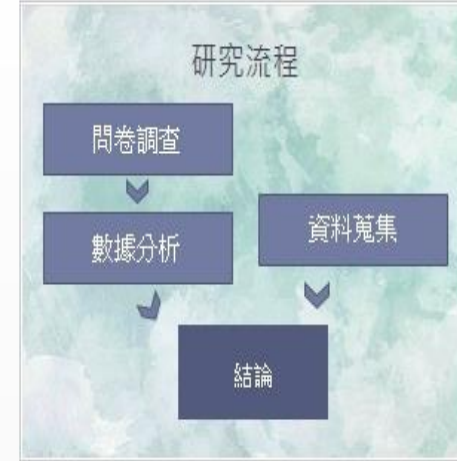 研究流程
問卷調查
數據分析
資料蒐集
結論